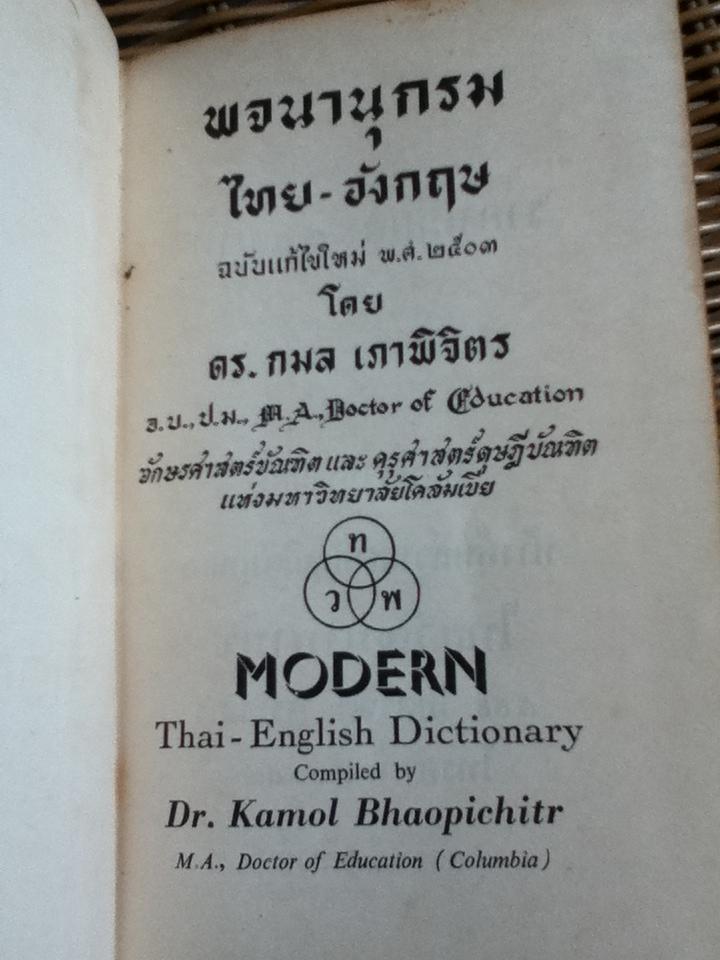 พจนานุกรม
ไทย - อังกฤษ
ฉบับแก้ไขใหม่ พ.ศ. ๒๕๐๓
โดย
ดร. กมล เภาพิจิตร
อ.บ., ป.ม., M.A., Doctor of Education
อักษรศาสตร์บัณฑิต และ คุรุศาสตร์ดุษฎีบัณฑิต
แห่งมหาวิทยาลัยโคลัมเบีย
ท
ว พ
MODERN
Thai - English Dictionary
Compiled by
Dr. Kamol Bhaopichitr
M.A., Doctor of Education ( Columbia )